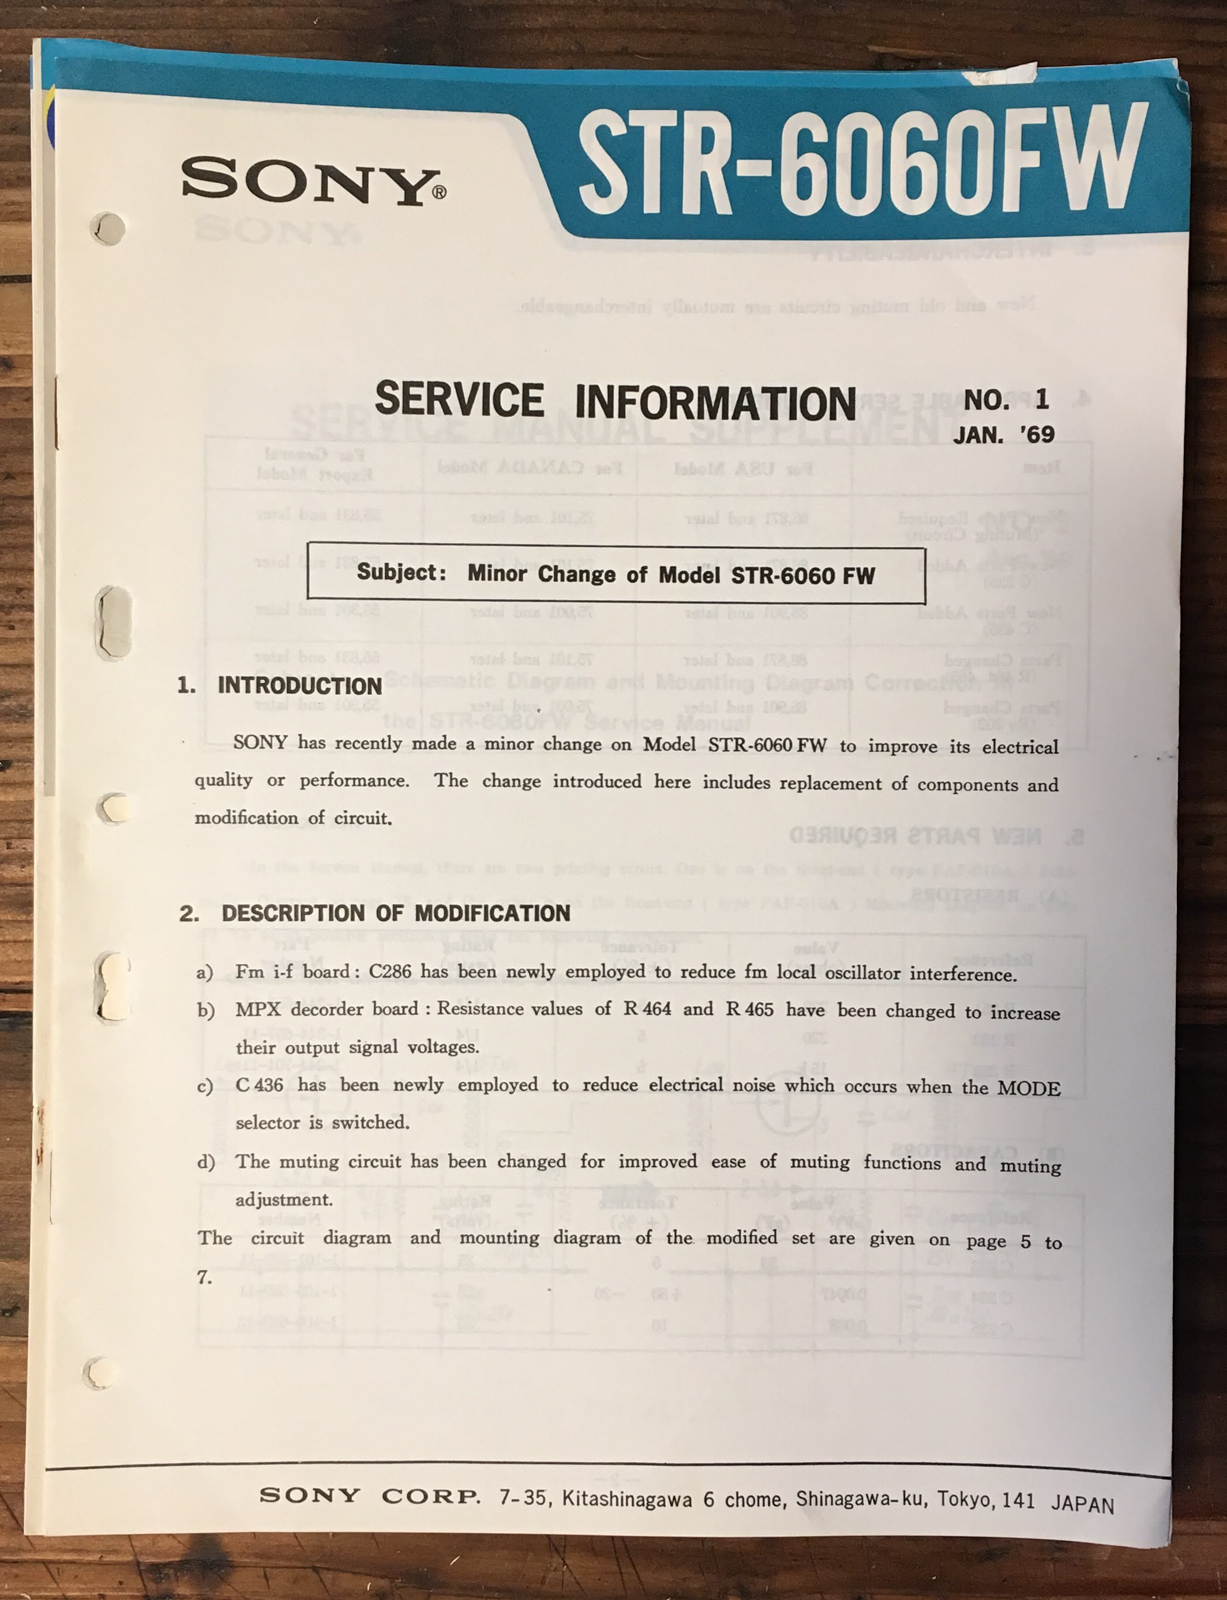 SONY®
STR-6060FW
SERVICE INFORMATION
NO. 1
JAN. '69
Subject: Minor Change of Model STR-6060 FW
1. INTRODUCTION
SONY has recently made a minor change on Model STR-6060 FW to improve its electrical
quality or performance. The change introduced here includes replacement of components and
modification of circuit.
2. DESCRIPTION OF MODIFICATION
a) Fm i-f board : C286 has been newly employed to reduce fm local oscillator interference.
b) MPX decorder board : Resistance values of R 464 and R 465 have been changed to increase
their output signal voltages.
c) C 436 has been newly employed to reduce electrical noise which occurs when the MODE
selector is switched.
d) The muting circuit has been changed for improved ease of muting functions and muting
adjustment.
The circuit diagram and mounting diagram of the modified set are given on page 5 to
7.
SONY CORP. 7-35, Kitashinagawa 6 chome, Shinagawa-ku, Tokyo, 141 JAPAN